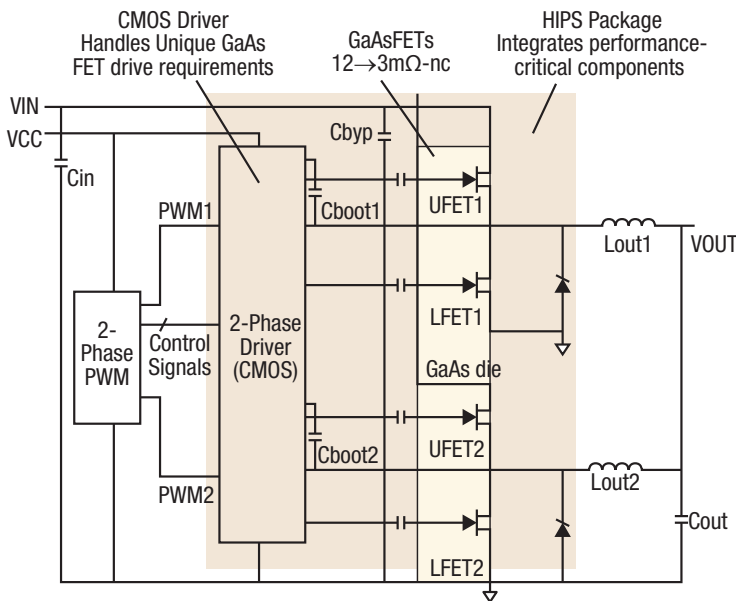 CMOS Driver
Handles Unique GaAs
FET drive requirements
GaAsFETs
12→3mΩ-nc
HIPS Package
Integrates performance-
critical components
VIN
VCC
Cin
Cbyp
Cboot1
UFET1
PWM1
Lout1
VOUT
2-
Phase
PWM
Control
Signals
2-Phase
Driver
(CMOS)
LFET1
GaAs die
UFET2
Cboot2
Lout2
PWM2
Cout
LFET2